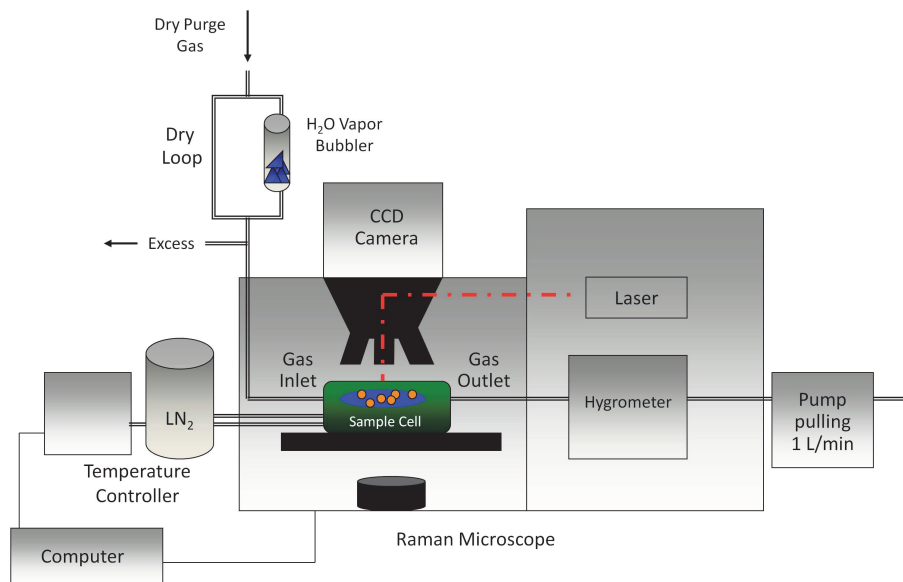 Dry Purge
Gas
Dry
Loop
H₂O Vapor
Bubbler
Excess
CCD
Camera
Laser
Gas
Inlet
Gas
Outlet
Sample Cell
LN₂
Hygrometer
Pump
pulling
1 L/min
Temperature
Controller
Computer
Raman Microscope